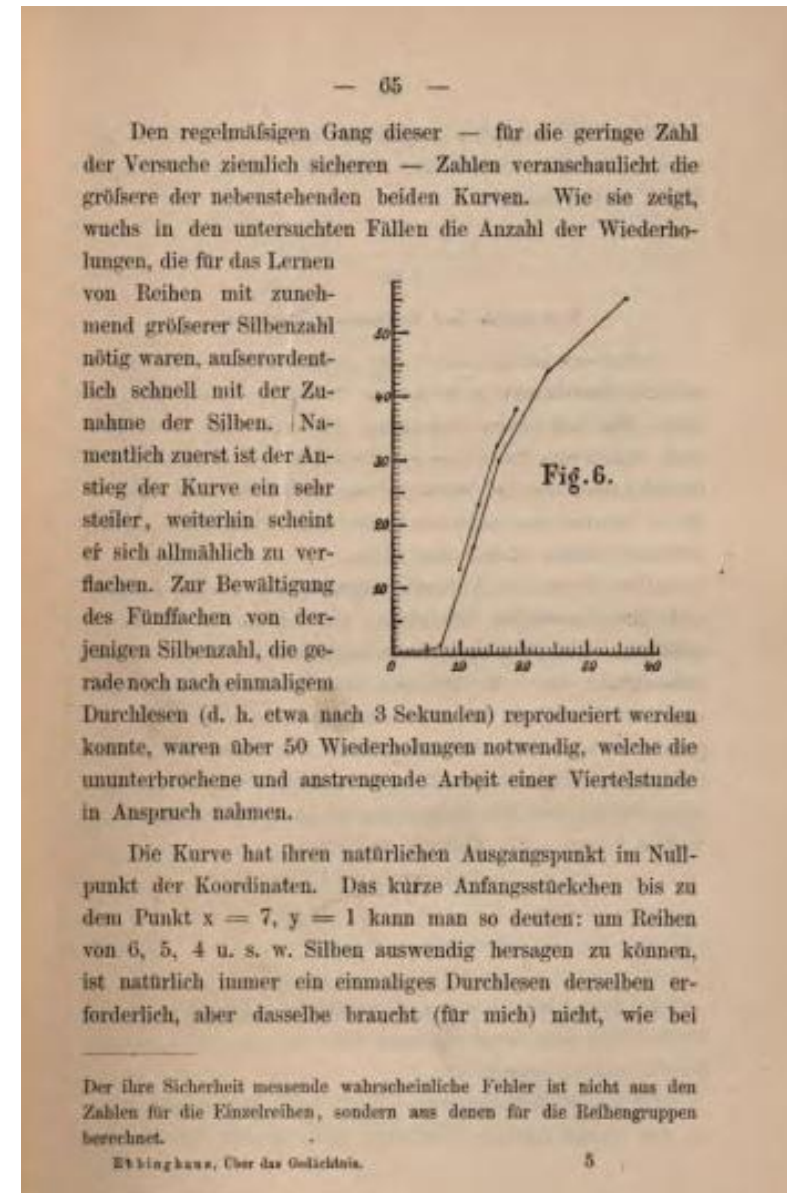 — 65 —
Den regelmäſsigen Gang dieser — für die geringe Zahl
der Versuche ziemlich sicheren — Zahlen veranschaulicht die
gröſsere der nebenstehenden beiden Kurven. Wie sie zeigt,
wuchs in den untersuchten Fällen die Anzahl der Wiederho-
lungen, die für das Lernen
von Reihen mit zuneh-
mend gröſserer Silbenzahl
nötig waren, auſserordent-
lich schnell mit der Zu-
nahme der Silben. Na-
mentlich zuerst ist der An-
stieg der Kurve ein sehr
steiler, weiterhin scheint
er sich allmählich zu ver-
flachen. Zur Bewältigung
des Fünffachen von der-
jenigen Silbenzahl, die ge-
rade noch nach einmaligem
50
40
30
20
10
0 10 20 30 40
Fig. 6.
Durchlesen (d. h. etwa nach 3 Sekunden) reproduciert werden
konnte, waren über 50 Wiederholungen notwendig, welche die
ununterbrochene und anstrengende Arbeit einer Viertelstunde
in Anspruch nahmen.
Die Kurve hat ihren natürlichen Ausgangspunkt im Null-
punkt der Koordinaten. Das kurze Anfangsstückchen bis zu
dem Punkt x = 7, y = 1 kann man so deuten: um Reihen
von 6, 5, 4 u. s. w. Silben auswendig hersagen zu können,
ist natürlich immer ein einmaliges Durchlesen derselben er-
forderlich, aber dasselbe braucht (für mich) nicht, wie bei
Der ihre Sicherheit messende wahrscheinliche Fehler ist nicht aus den
Zahlen für die Einzelreihen, sondern aus denen für die Reihengruppen
berechnet.
Ebbinghaus, Über das Gedächtnis. 5